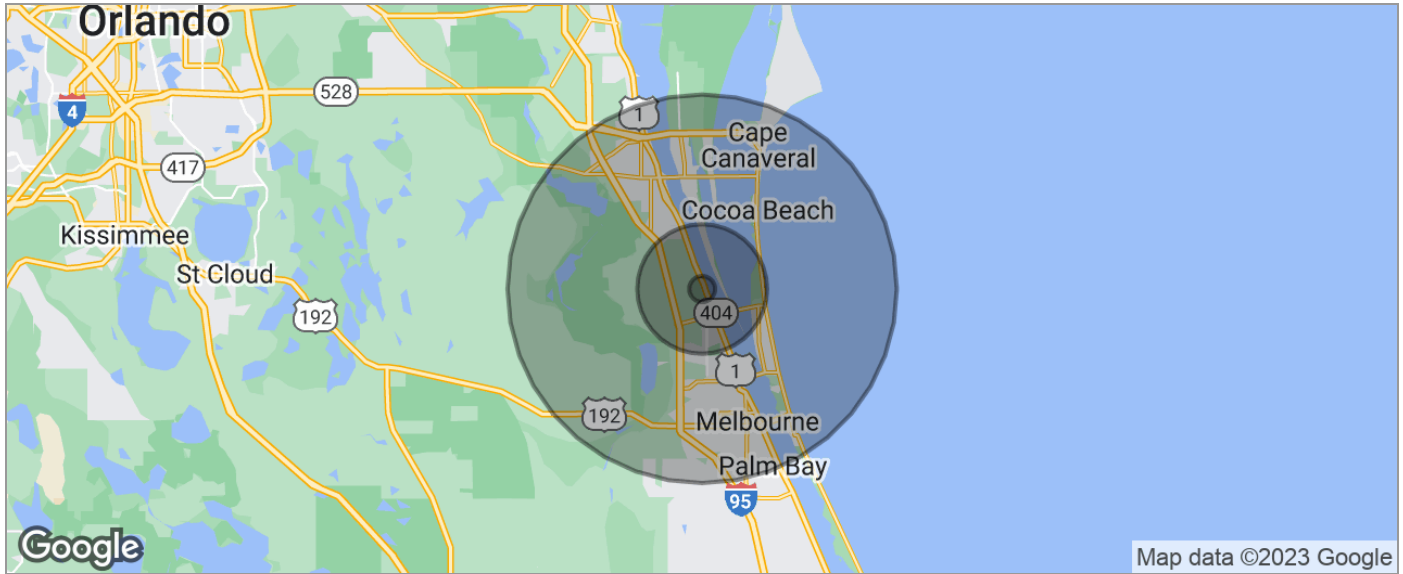 Orlando
528
1
4
Cape
Canaveral
417
Cocoa Beach
Kissimmee
St Cloud
192
404
1
192
Melbourne
Palm Bay
95
Google
Map data ©2023 Google